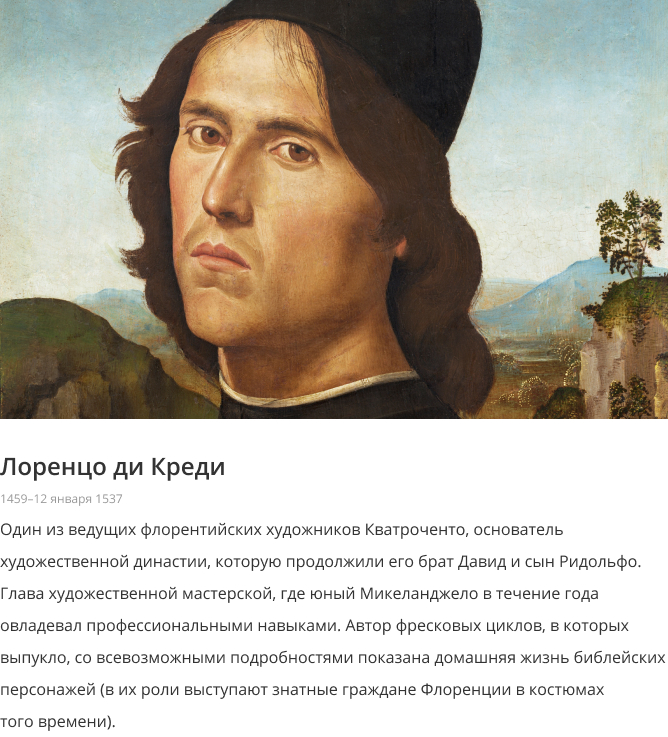 Лоренцо ди Креди
1459–12 января 1537
Один из ведущих флорентийских художников Кватроченто, основатель
художественной династии, которую продолжили его брат Давид и сын Ридольфо.
Глава художественной мастерской, где юный Микеланджело в течение года
овладевал профессиональными навыками. Автор фресковых циклов, в которых
выпукло, со всевозможными подробностями показана домашняя жизнь библейских
персонажей (в их роли выступают знатные граждане Флоренции в костюмах
того времени).